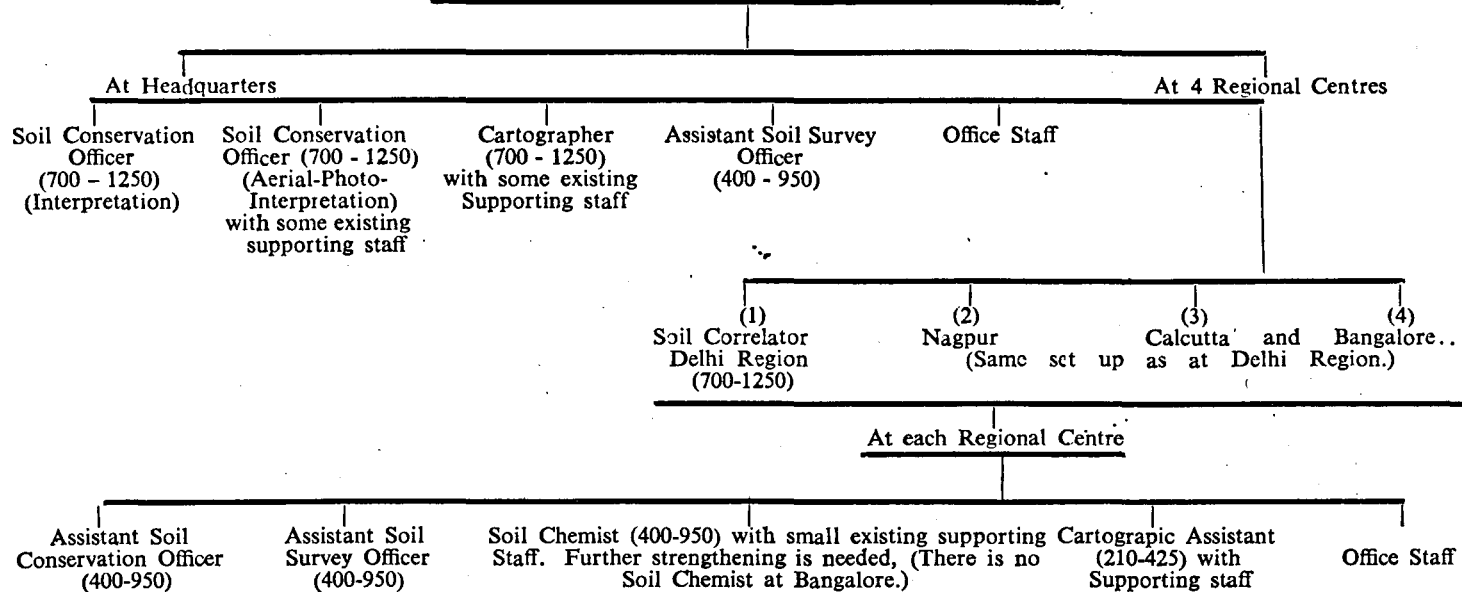 At Headquarters
At 4 Regional Centres
Soil Conservation
Officer
(700 – 1250)
(Interpretation)
Soil Conservation
Officer (700 - 1250)
(Aerial-Photo-
Interpretation)
with some existing
supporting staff
Cartographer
(700 - 1250)
with some existing
Supporting staff
Assistant Soil Survey
Officer
(400 - 950)
Office Staff
(1)
Soil Correlator
Delhi Region
(700-1250)
(2)
Nagpur
(3)
Calcutta and
(4)
Bangalore..
(Same set up as at Delhi Region.)
At each Regional Centre
Assistant Soil
Conservation Officer
(400-950)
Assistant Soil
Survey Officer
(400-950)
Soil Chemist (400-950) with small existing supporting
Staff. Further strengthening is needed, (There is no
Soil Chemist at Bangalore.)
Cartograpic Assistant
(210-425) with
Supporting staff
Office Staff